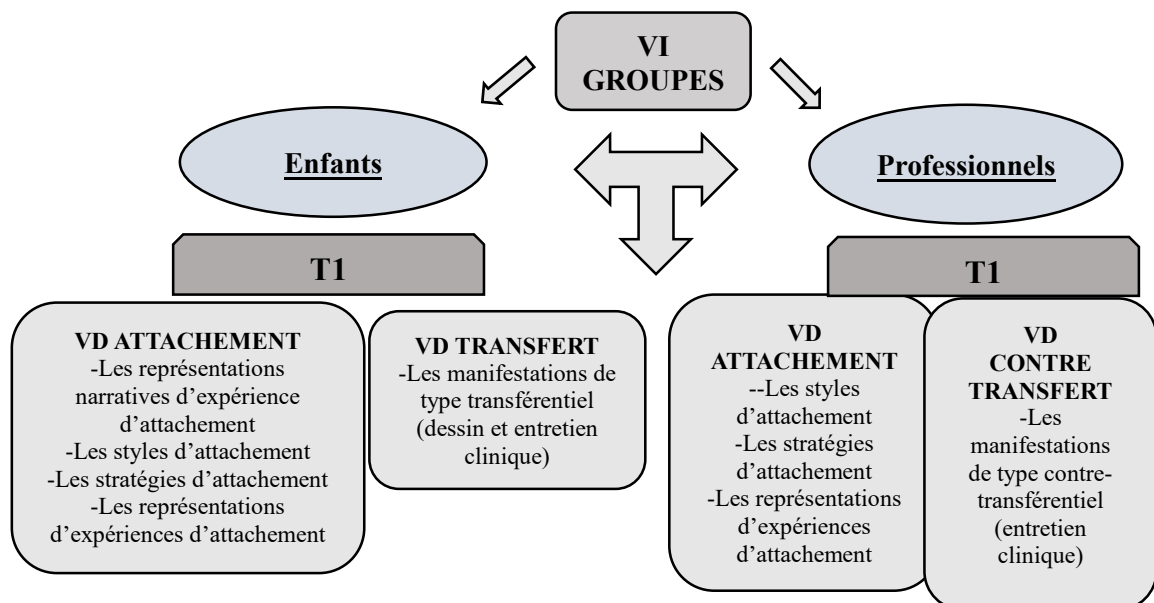 VI
GROUPES
Enfants
Professionnels
T1
T1
VD ATTACHEMENT
-Les représentations
narratives d’expérience
d’attachement
-Les styles d’attachement
-Les stratégies d’attachement
-Les représentations
d’expériences d’attachement
VD TRANSFERT
-Les manifestations de
type transférentiel
(dessin et entretien
clinique)
VD
ATTACHEMENT
--Les styles
d’attachement
-Les stratégies
d’attachement
-Les représentations
d’expériences
d’attachement
VD
CONTRE
TRANSFERT
-Les
manifestations
de type contre-
transférentiel
(entretien
clinique)